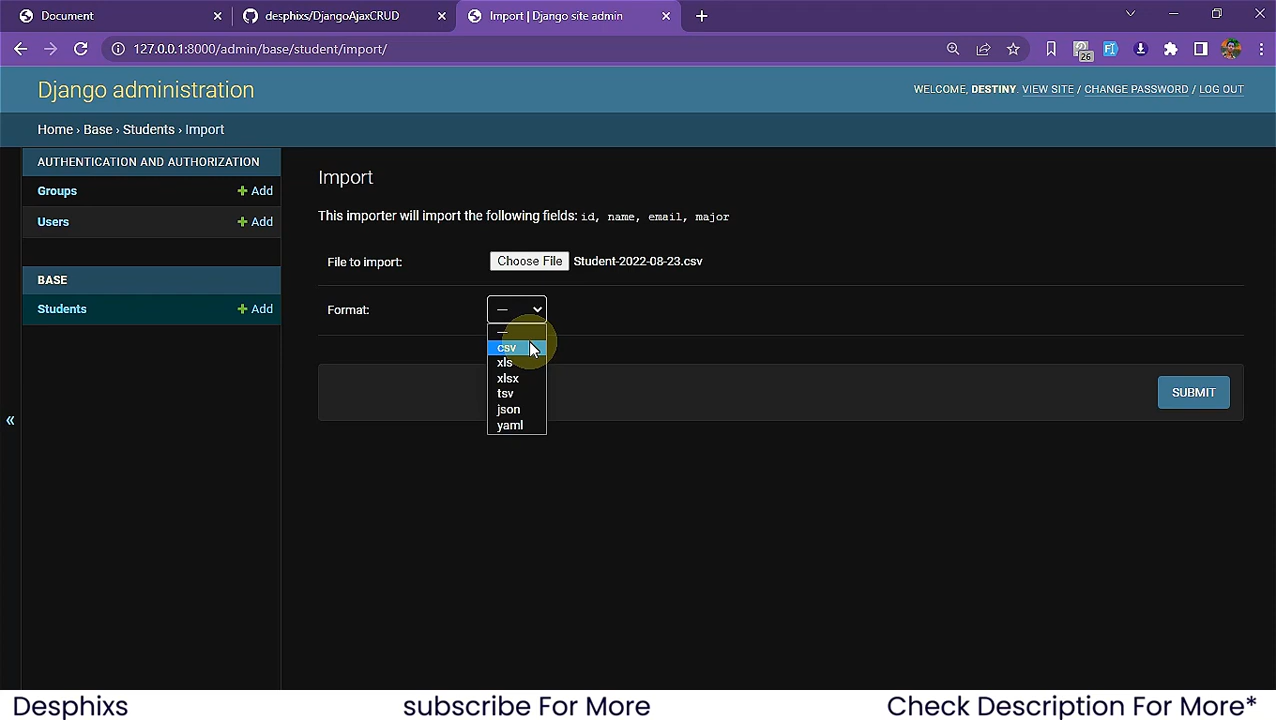 Document
desphixs/DjangoAjaxCRUD
Import | Django site admin
127.0.0.1:8000/admin/base/student/import/
26
Django administration
WELCOME, DESTINY. VIEW SITE / CHANGE PASSWORD / LOG OUT
Home › Base › Students › Import
AUTHENTICATION AND AUTHORIZATION
Groups
Add
Users
Add
BASE
Students
Add
«
Import
This importer will import the following fields: id, name, email, major
File to import:
Choose File Student-2022-08-23.csv
Format:
—
—
csv
xls
xlsx
tsv
json
yaml
SUBMIT
Desphixs
subscribe For More
Check Description For More*